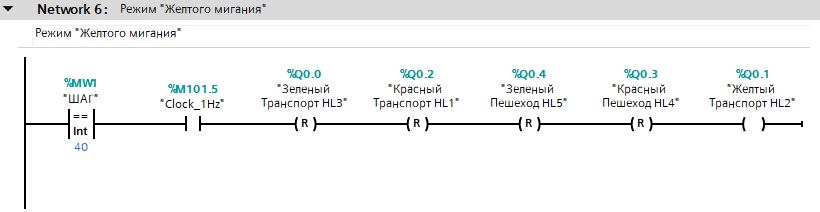 Network 6: Режим "Желтого мигания"
Режим "Желтого мигания"
%MW1
"ШАГ"
==
Int
40
%M101.5
"Clock_1Hz"
%Q0.0
"Зеленый
Транспорт HL3"
( R )
%Q0.2
"Красный
Транспорт HL1"
( R )
%Q0.4
"Зеленый
Пешеход HL5"
( R )
%Q0.3
"Красный
Пешеход HL4"
( R )
%Q0.1
"Желтый
Транспорт HL2"
( )